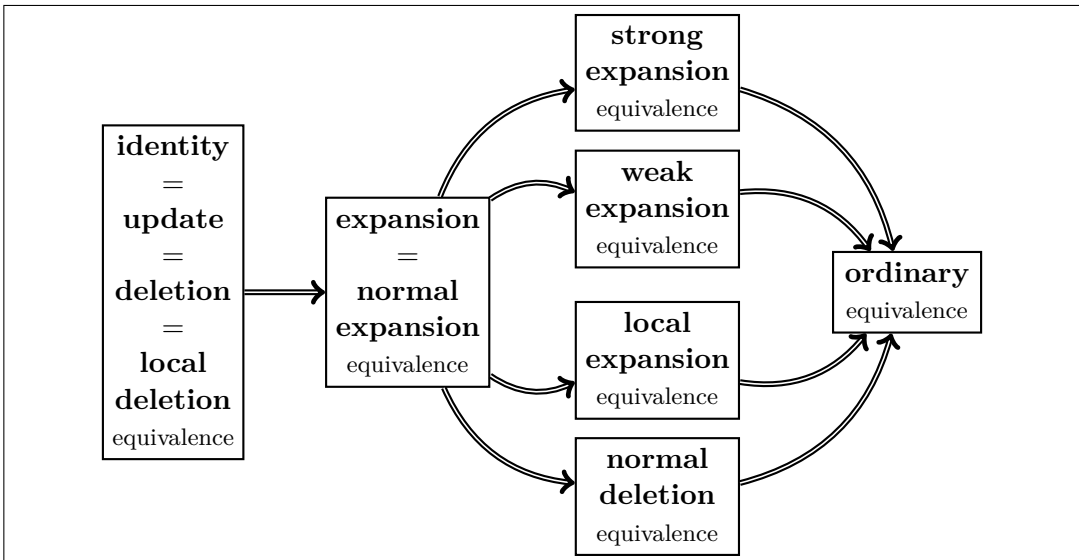 identity
=
update
=
deletion
=
local
deletion
equivalence
expansion
=
normal
expansion
equivalence
strong
expansion
equivalence
weak
expansion
equivalence
local
expansion
equivalence
normal
deletion
equivalence
ordinary
equivalence